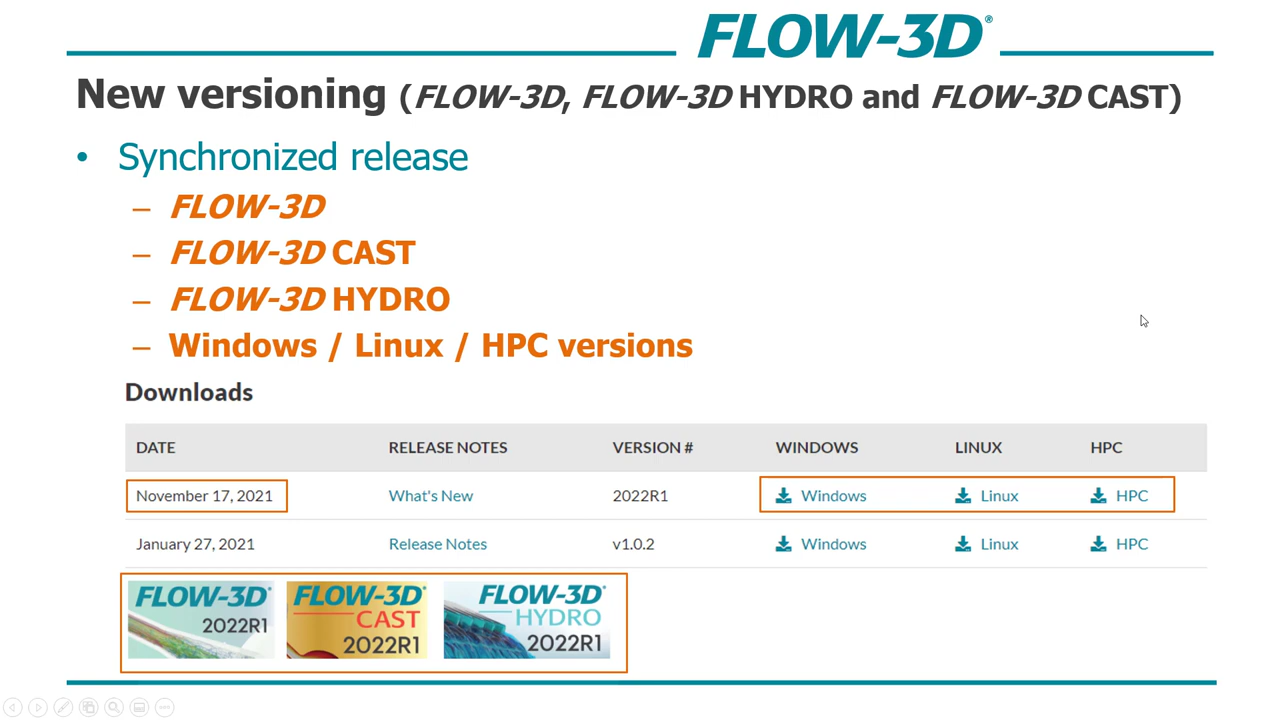 FLOW-3D®
New versioning (FLOW-3D, FLOW-3D HYDRO and FLOW-3D CAST)
• Synchronized release
– FLOW-3D
– FLOW-3D CAST
– FLOW-3D HYDRO
– Windows / Linux / HPC versions
Downloads
DATE RELEASE NOTES VERSION # WINDOWS LINUX HPC
November 17, 2021 What's New 2022R1 Windows Linux HPC
January 27, 2021 Release Notes v1.0.2 Windows Linux HPC
FLOW-3D®
2022R1
FLOW-3D®
CAST
2022R1
FLOW-3D®
HYDRO
2022R1